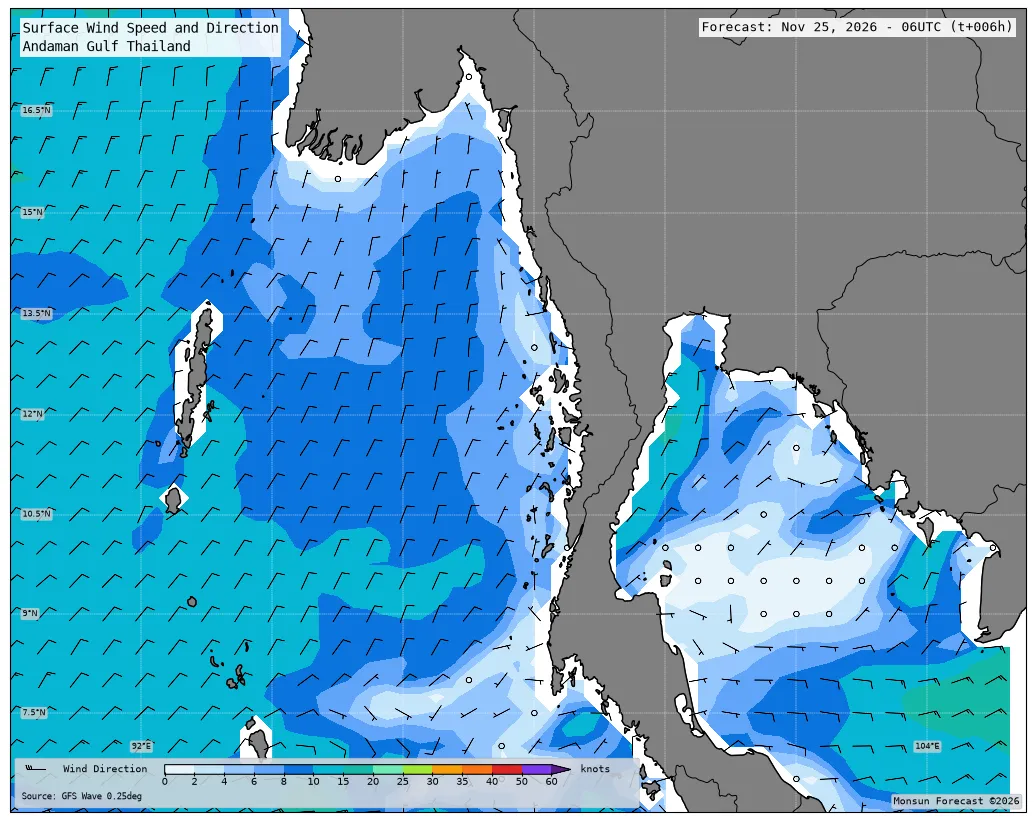 Surface Wind Speed and Direction
Andaman Gulf Thailand
Forecast: Nov 25, 2026 - 06UTC (t+006h)
16.5°N
15°N
13.5°N
12°N
10.5°N
9°N
7.5°N
92°E
104°E
Wind Direction
knots
0 2 4 6 8 10 15 20 25 30 35 40 50 60
Source: GFS Wave 0.25deg
Monsun Forecast ©2026